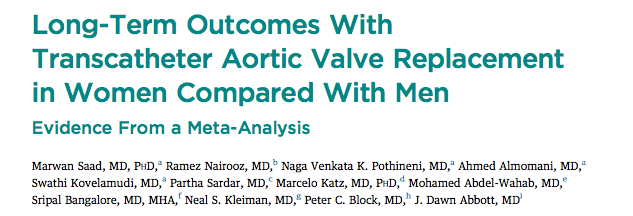 Long-Term Outcomes With
Transcatheter Aortic Valve Replacement
in Women Compared With Men
Evidence From a Meta-Analysis
Marwan Saad, MD, PHD,a Ramez Nairooz, MD,b Naga Venkata K. Pothineni, MD,a Ahmed Almomani, MD,a
Swathi Kovelamudi, MD,a Partha Sardar, MD,c Marcelo Katz, MD, PHD,d Mohamed Abdel-Wahab, MD,e
Sripal Bangalore, MD, MHA,f Neal S. Kleiman, MD,g Peter C. Block, MD,h J. Dawn Abbott, MDi